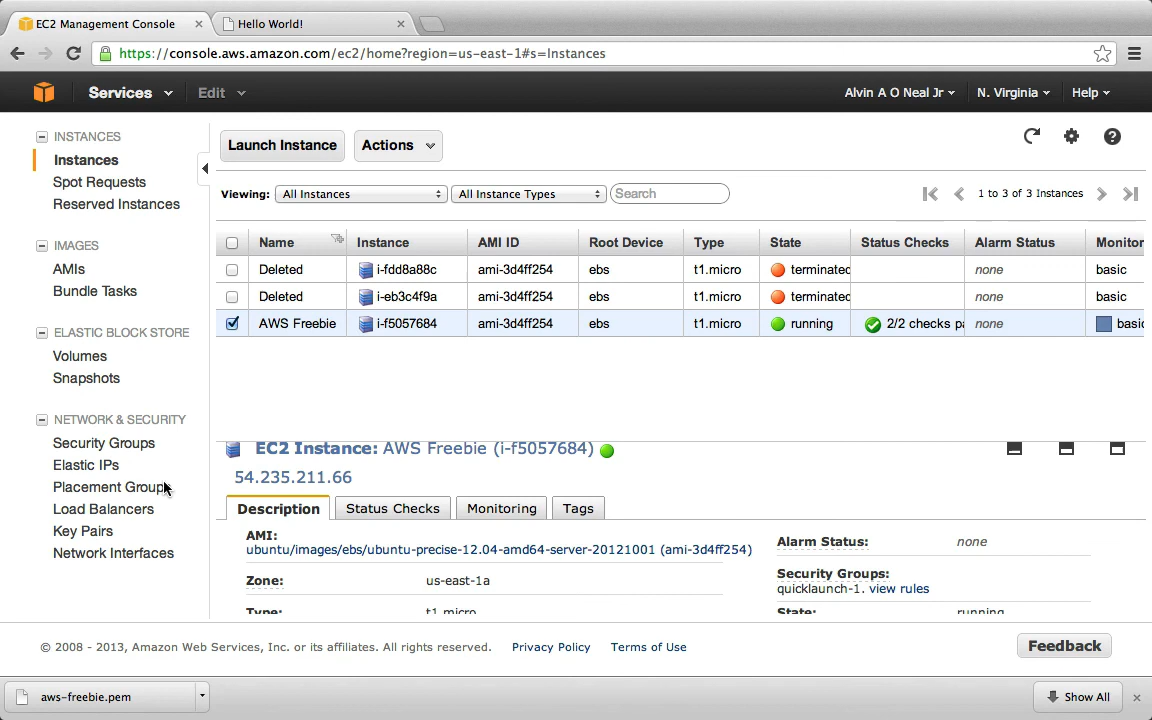 EC2 Management Console
Hello World!
https://console.aws.amazon.com/ec2/home?region=us-east-1#s=Instances
Services
Edit
Alvin A O Neal Jr
N. Virginia
Help
INSTANCES
Instances
Spot Requests
Reserved Instances
IMAGES
AMIs
Bundle Tasks
ELASTIC BLOCK STORE
Volumes
Snapshots
NETWORK & SECURITY
Security Groups
Elastic IPs
Placement Group
Load Balancers
Key Pairs
Network Interfaces
Launch Instance
Actions
Viewing: All Instances All Instance Types Search 1 to 3 of 3 Instances
Name Instance AMI ID Root Device Type State Status Checks Alarm Status Monitor
Deleted i-fdd8a88c ami-3d4ff254 ebs t1.micro terminated none basic
Deleted i-eb3c4f9a ami-3d4ff254 ebs t1.micro terminated none basic
AWS Freebie i-f5057684 ami-3d4ff254 ebs t1.micro running 2/2 checks pa none basic
EC2 Instance: AWS Freebie (i-f5057684)
54.235.211.66
Description Status Checks Monitoring Tags
AMI:
ubuntu/images/ebs/ubuntu-precise-12.04-amd64-server-20121001 (ami-3d4ff254)
Zone: us-east-1a
Type: t1.micro
Alarm Status: none
Security Groups:
quicklaunch-1. view rules
State: running
© 2008 - 2013, Amazon Web Services, Inc. or its affiliates. All rights reserved. Privacy Policy Terms of Use
Feedback
aws-freebie.pem
Show All